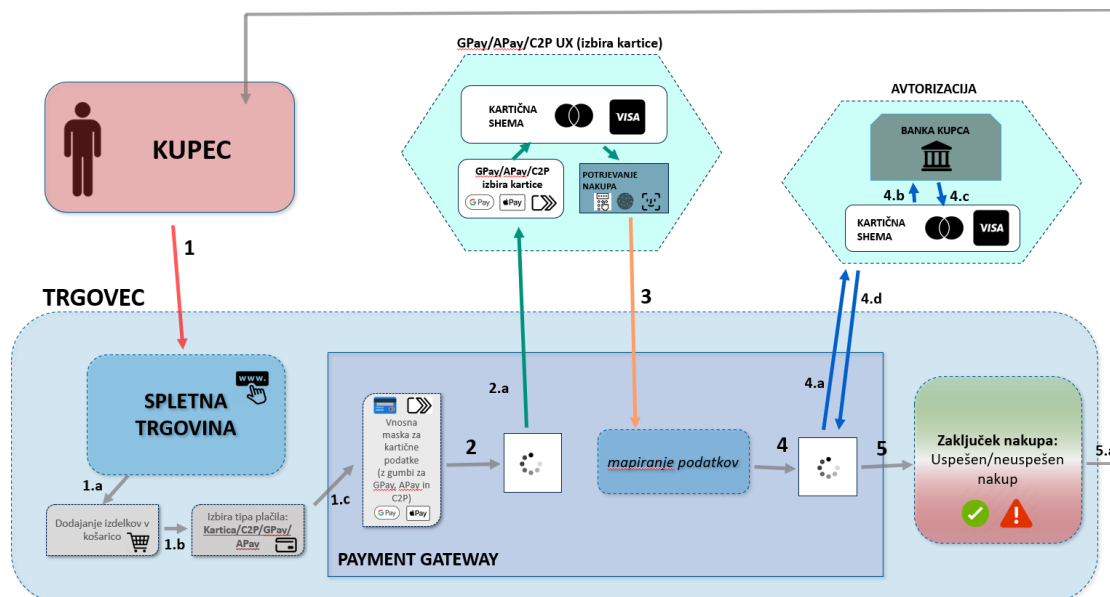 GPay/APay/C2P UX (izbira kartice)
KARTIČNA
SHEMA
VISA
GPay/APay/C2P
izbira kartice
G Pay
Pay
POTRJEVANJE
NAKUPA
AVTORIZACIJA
BANKA KUPCA
4.b
4.c
KARTIČNA
SHEMA
VISA
KUPEC
1
3
4.d
TRGOVEC
2.a
4.a
WWW.
SPLETNA
TRGOVINA
1.a
Dodajanje izdelkov v
košarico
1.b
Izbira tipa plačila:
Kartica/C2P/GPay/
APay
1.c
Vnosna
maska za
kartične
podatke
(z gumbi za
GPay, APay in
C2P)
G Pay
Pay
2
mapiranje podatkov
4
5
Zaključek nakupa:
Uspešen/neuspešen
nakup
5.a
PAYMENT GATEWAY